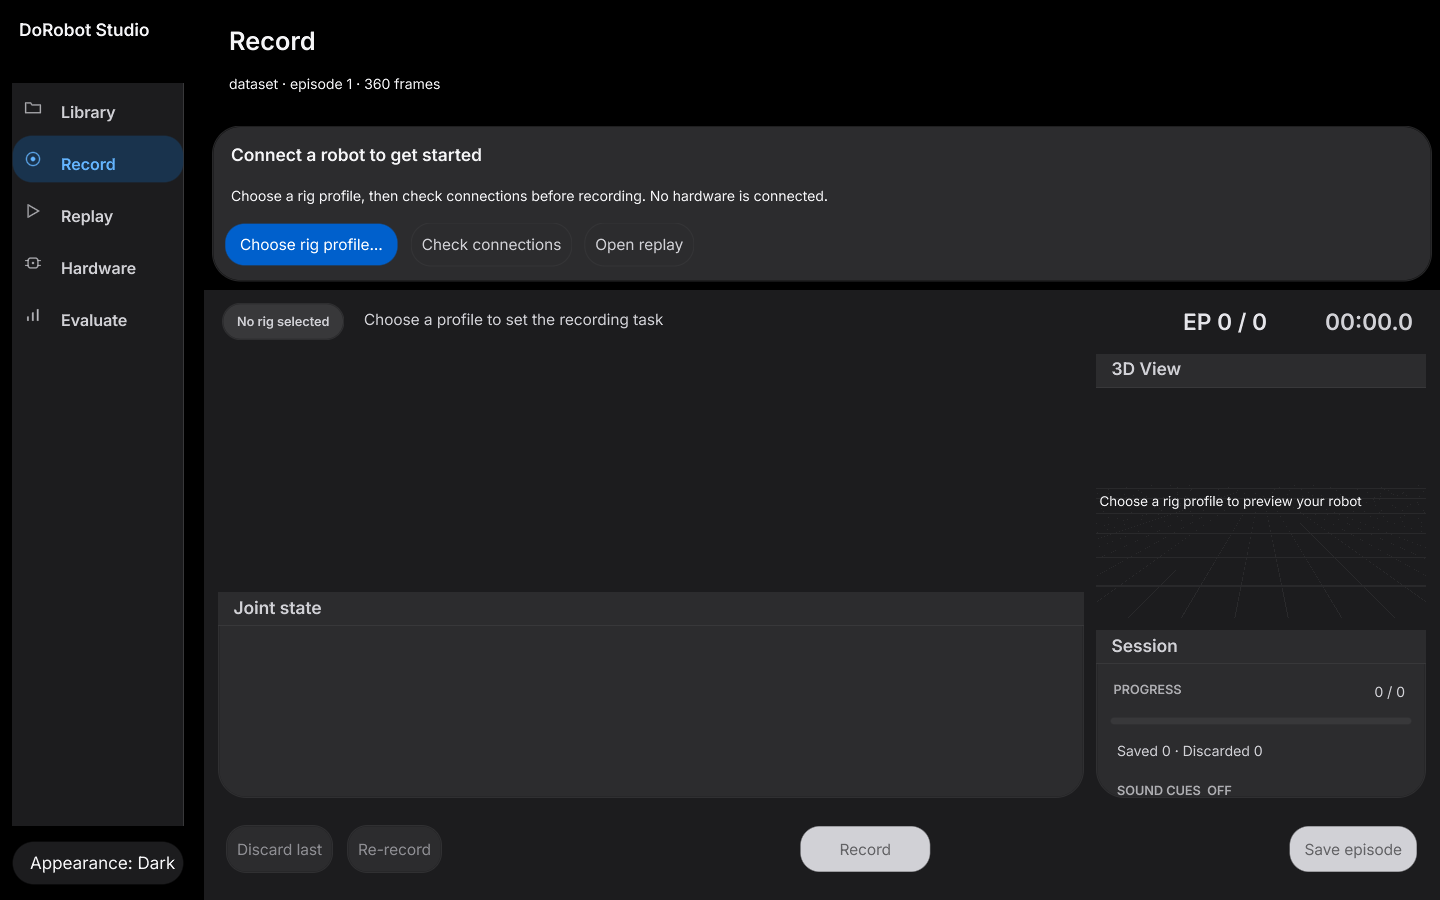 DoRobot Studio
Library
Record
Replay
Hardware
Evaluate
Appearance: Dark
Record
dataset · episode 1 · 360 frames
Connect a robot to get started
Choose a rig profile, then check connections before recording. No hardware is connected.
Choose rig profile...
Check connections
Open replay
No rig selected
Choose a profile to set the recording task
EP 0 / 0
00:00.0
3D View
Choose a rig profile to preview your robot
Joint state
Session
PROGRESS
0 / 0
Saved 0 · Discarded 0
SOUND CUES OFF
Discard last
Re-record
Record
Save episode